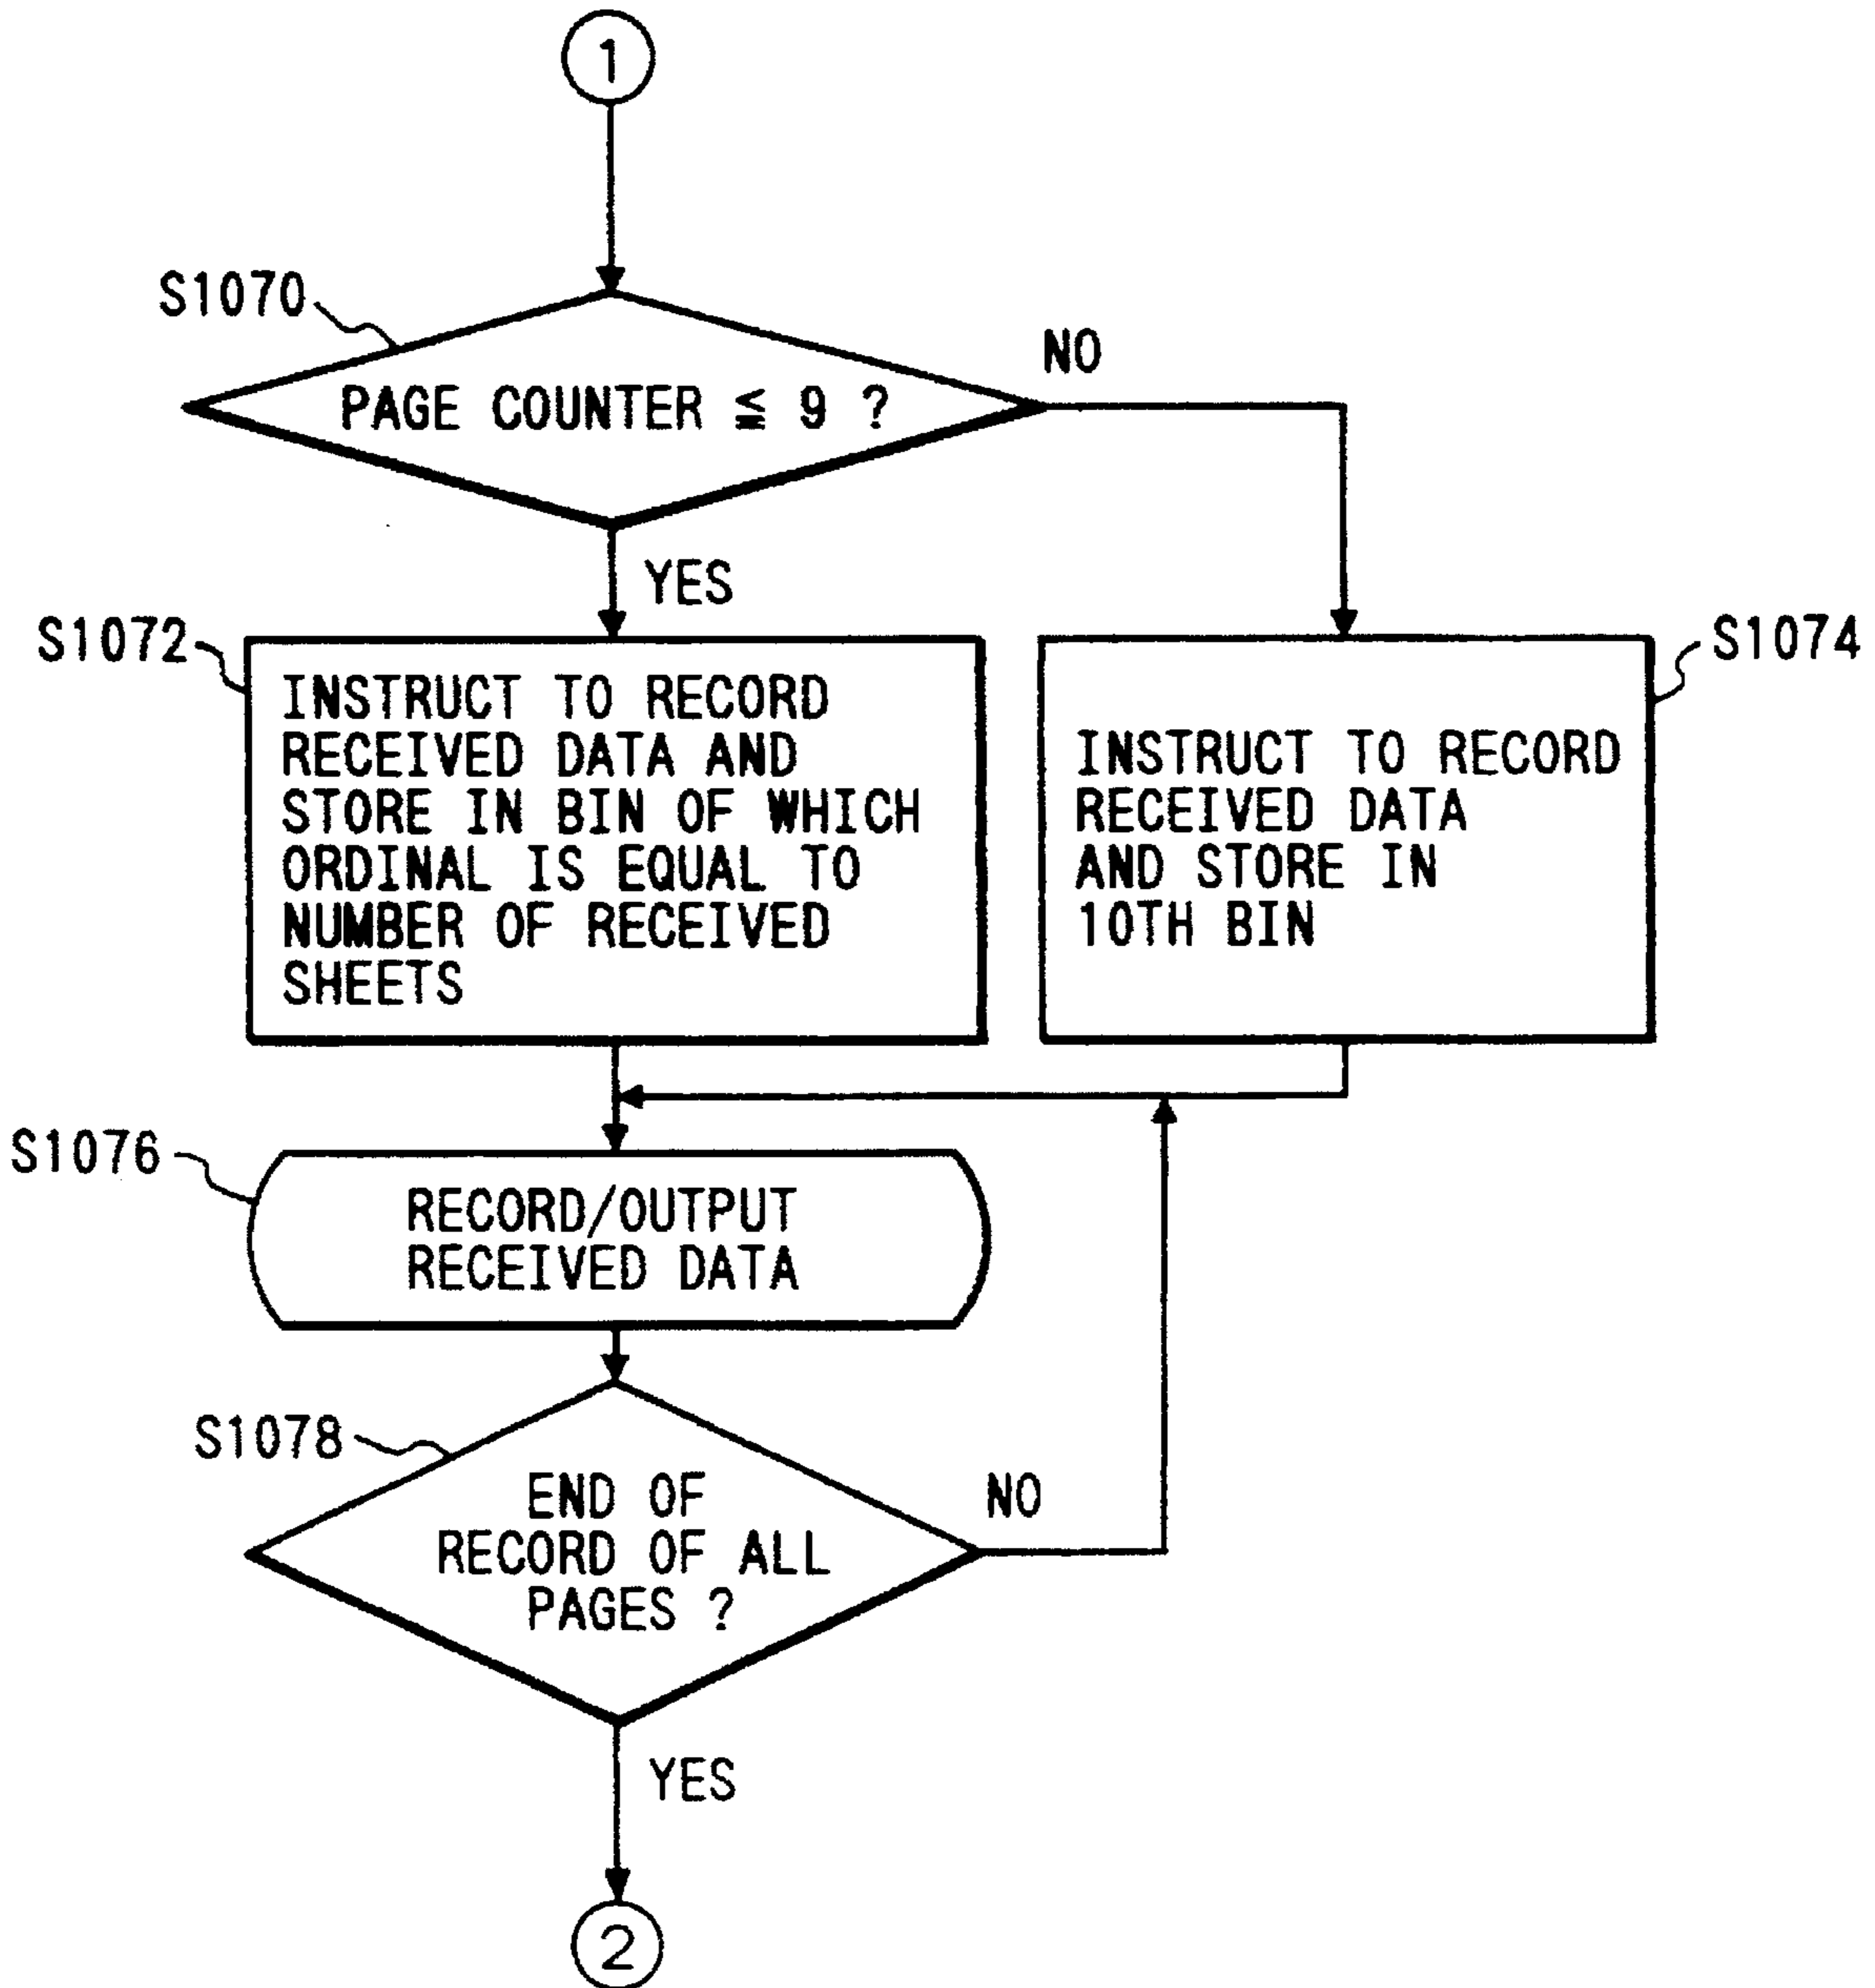 1
S1070
NO
PAGE COUNTER ≦ 9 ?
YES
S1072
S1074
INSTRUCT TO RECORD
RECEIVED DATA AND
STORE IN BIN OF WHICH
ORDINAL IS EQUAL TO
NUMBER OF RECEIVED
SHEETS
INSTRUCT TO RECORD
RECEIVED DATA
AND STORE IN
10TH BIN
S1076
RECORD/OUTPUT
RECEIVED DATA
S1078
END OF
RECORD OF ALL
PAGES ?
NO
YES
2